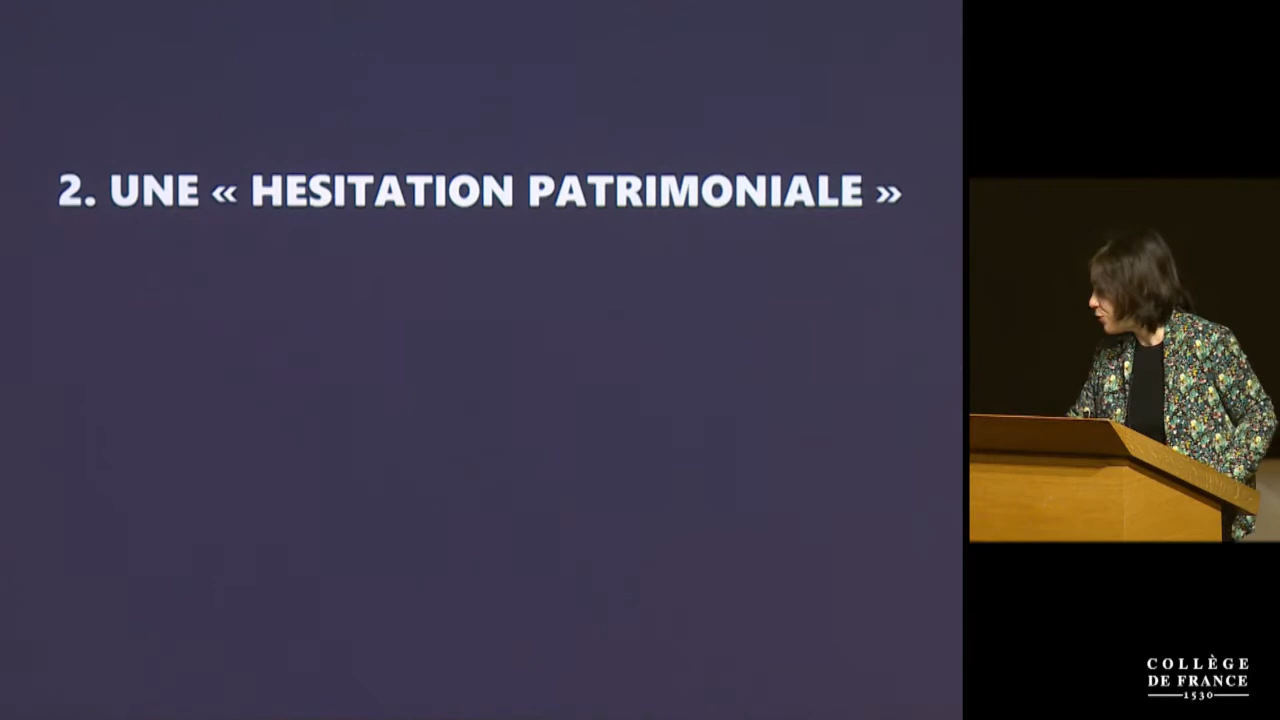 2. UNE « HESITATION PATRIMONIALE »
COLLÈGE
DE FRANCE
1530